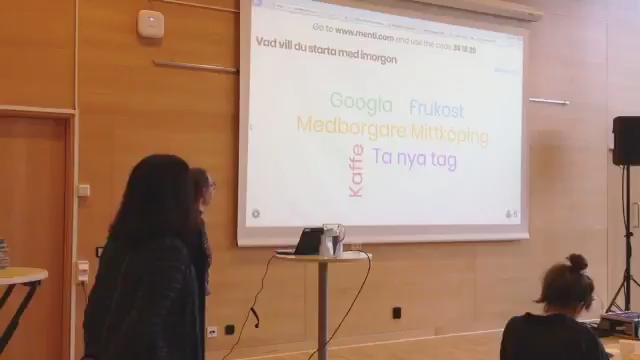 Go to www.menti.com and use the code
Vad vill du starta med imorgon
Googla Frukost
Medborgare Mittköping
Kaffe
Ta nya tag